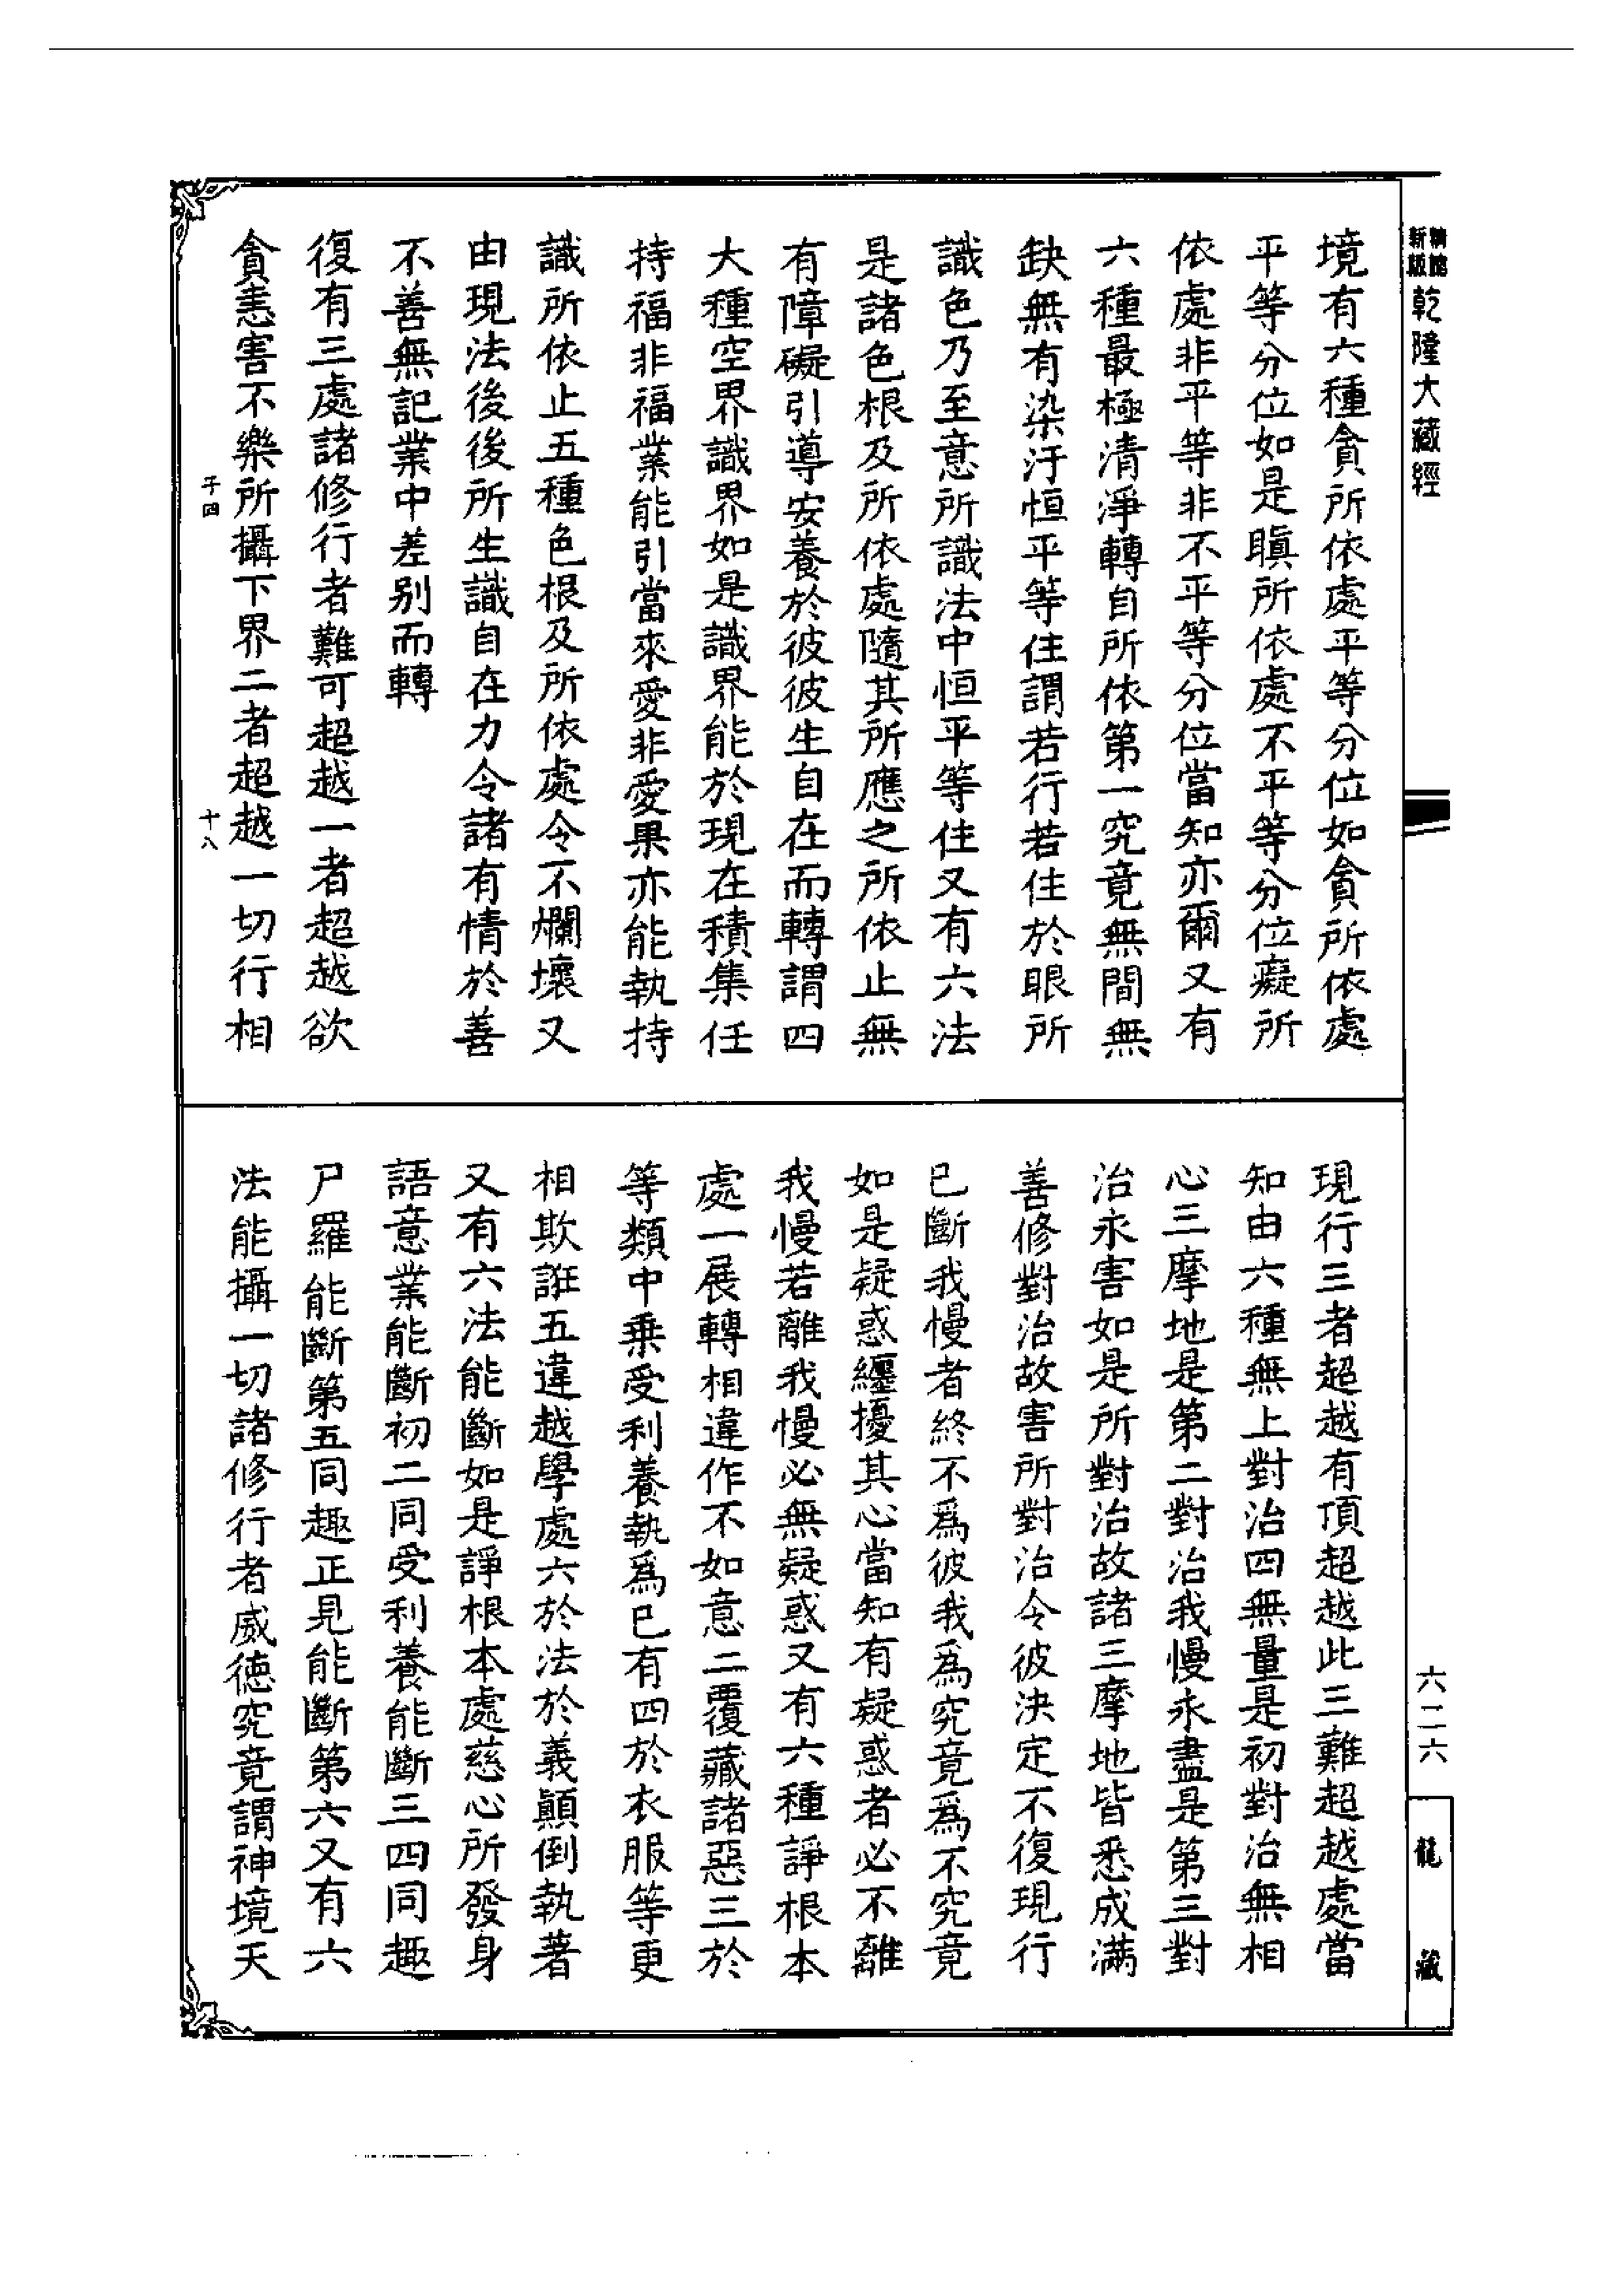 精縮
新版
乾隆大藏經
境有六種貪所依處平等分位如貪所依處
平等分位如是瞋所依處不平等分位癡所
依處非平等非不平等分位當知亦爾又有
六種最極清淨轉自所依第一究竟無間無
缺無有染汙恒平等住謂若行若住於眼所
識色乃至意所識法中恒平等住又有六法
是諸色根及所依處隨其所應之所依止無
有障礙引導安養於彼彼生自在而轉謂四
大種空界識界如是識界能於現在積集任
持福非福業能引當來愛非愛果亦能執持
識所依止五種色根及所依處令不爛壞又
由現法後後所生識自在力令諸有情於善
不善無記業中差別而轉
復有三處諸修行者難可超越一者超越欲
貪恚害不樂所攝下界二者超越一切行相
子四
十八
現行三者超越有頂超越此三難超越處當
知由六種無上對治四無量是初對治無相
心三摩地是第二對治我慢永盡是第三對
治永害如是所對治故諸三摩地皆悉成滿
善修對治故害所對治令彼決定不復現行
已斷我慢者終不爲彼我為究竟爲不究竟
如是疑惑纏擾其心當知有疑惑者必不離
我慢若離我慢必無疑惑又有六種諍根本
處一展轉相違作不如意二覆藏諸惡三於
等類中乗受利養執爲已有四於衣服等更
相欺誑五違越學處六於法於義顛倒執著
又有六法能斷如是諍根本處慈心所發身
語意業能斷初二同受利養能斷三四同趣
尸羅能斷第五同趣正見能斷第六又有六
法能攝一切諸修行者威德究竟謂神境天
六二六
龍藏